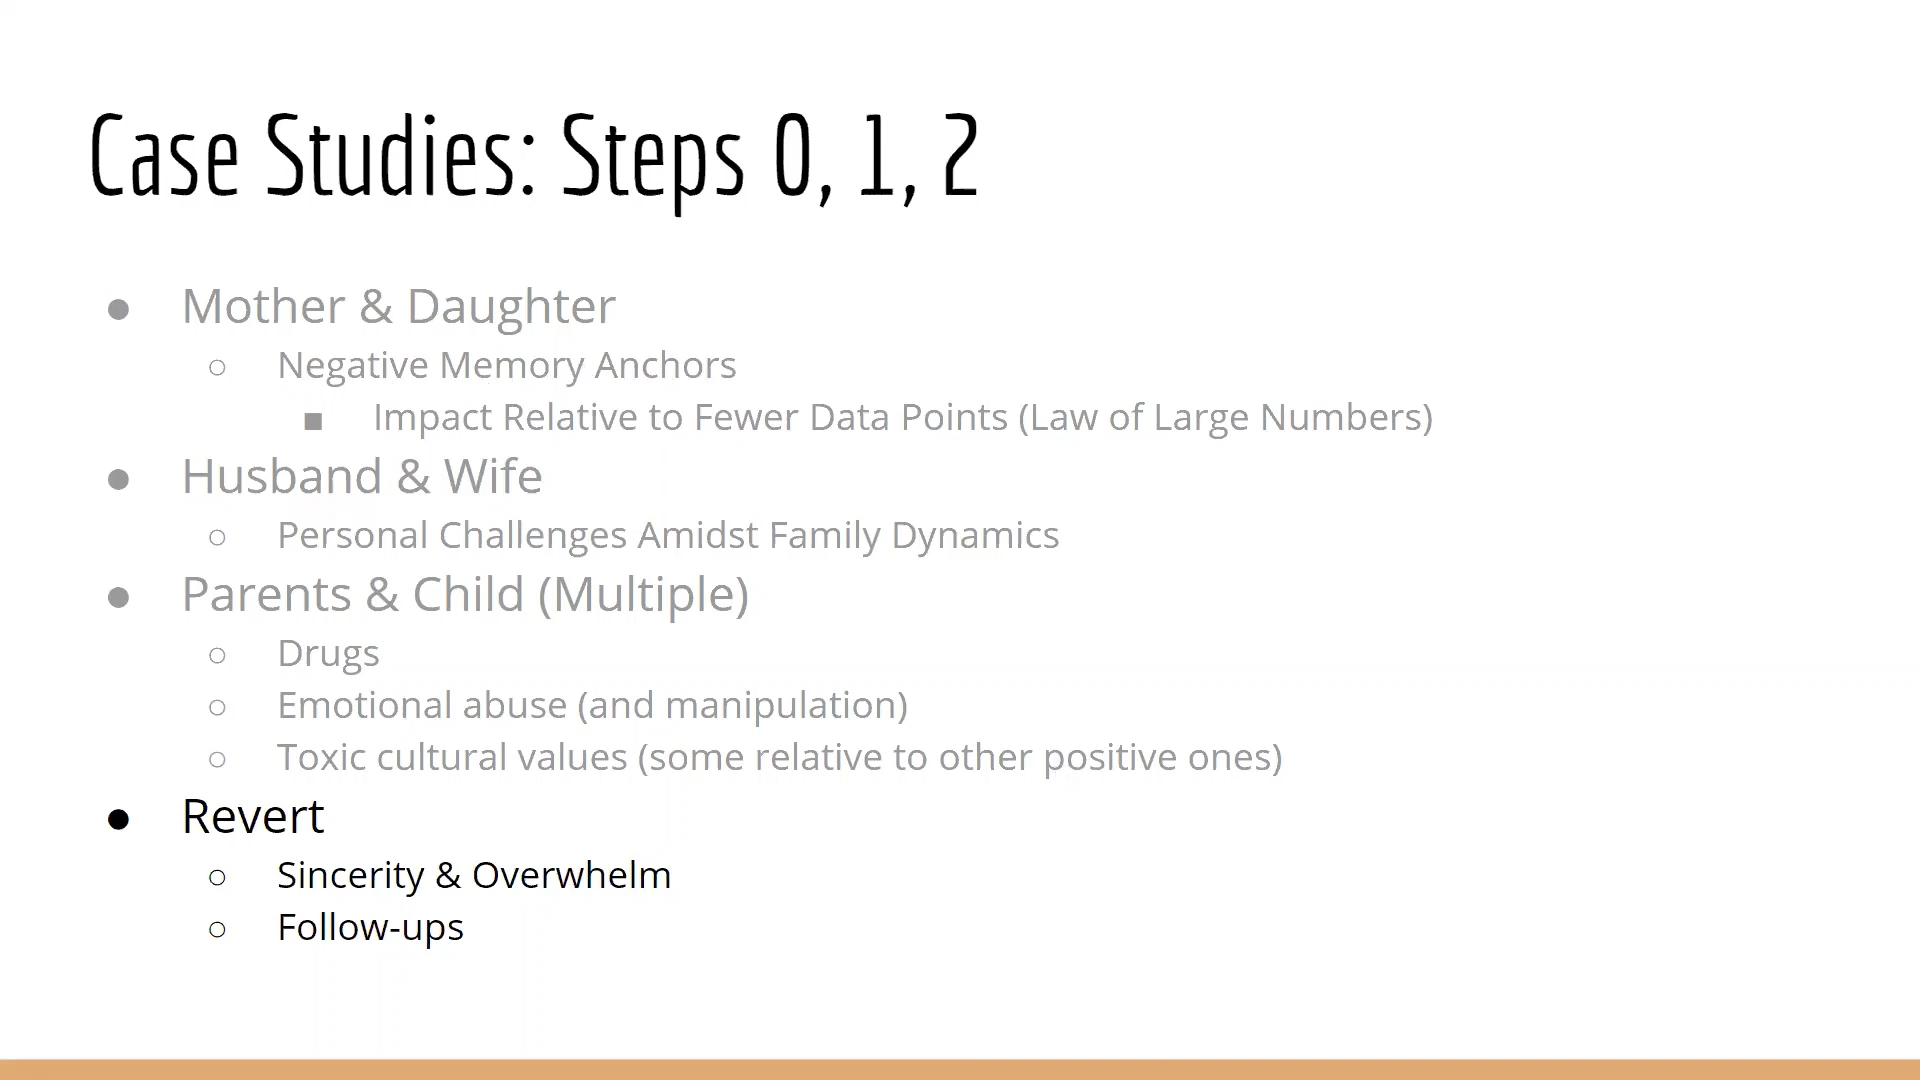 Case Studies: Steps 0, 1, 2
● Mother & Daughter
○ Negative Memory Anchors
■ Impact Relative to Fewer Data Points (Law of Large Numbers)
● Husband & Wife
○ Personal Challenges Amidst Family Dynamics
● Parents & Child (Multiple)
○ Drugs
○ Emotional abuse (and manipulation)
○ Toxic cultural values (some relative to other positive ones)
● Revert
○ Sincerity & Overwhelm
○ Follow-ups